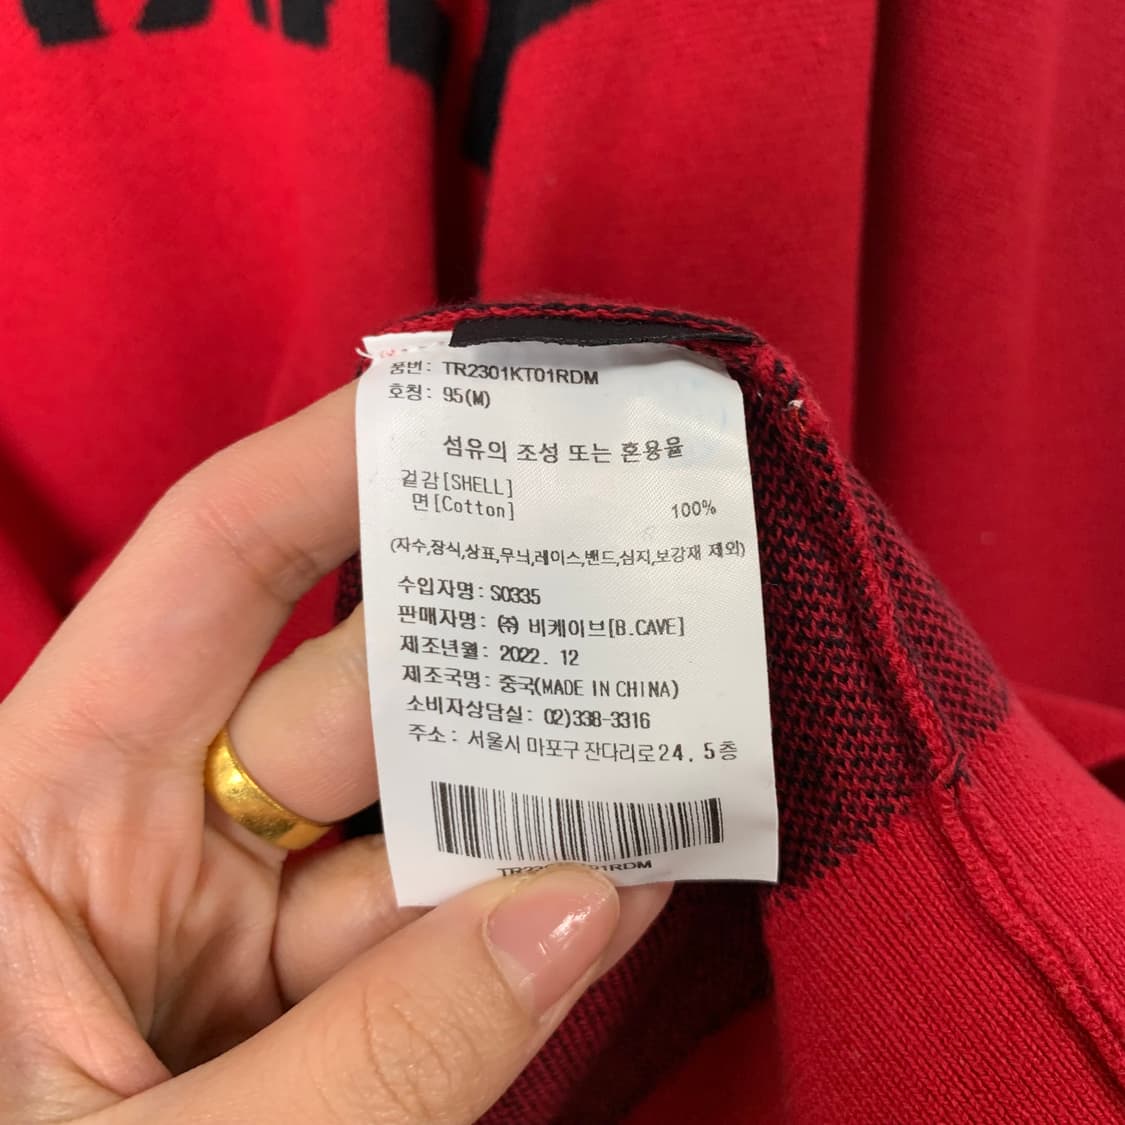 품번: TR2301KT01RDM
호칭: 95(M)
섬유의 조성 또는 혼용율
겉감[SHELL]
면[Cotton] 100%
(자수,장식,상표,무늬,레이스,밴드,심지,보강재 제외)
수입자명: S0335
판매자명: ㈜ 비케이브[B.CAVE]
제조년월: 2022. 12
제조국명: 중국(MADE IN CHINA)
소비자상담실: 02)338-3316
주소: 서울시 마포구 잔다리로24, 5층